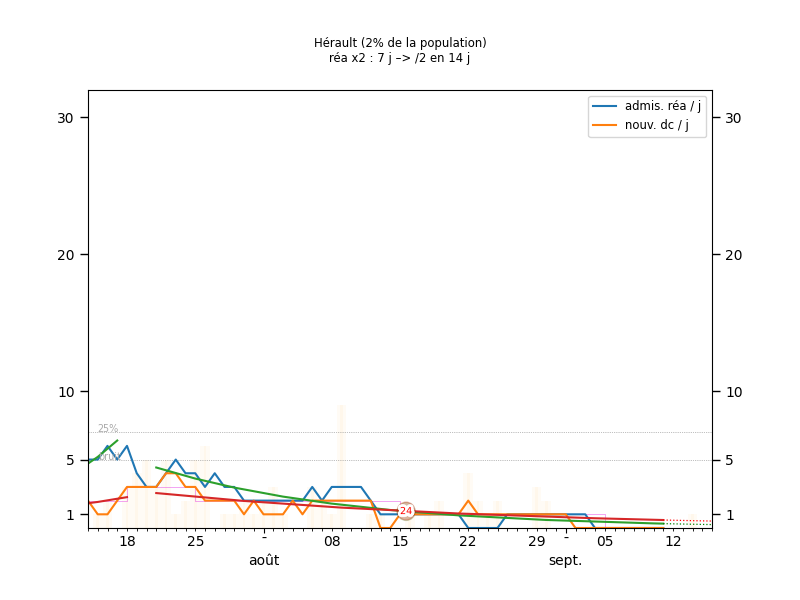 Hérault (2% de la population)
réa x2 : 7 j –> /2 en 14 j
admis. réa / j
nouv. dc / j
30 30
20 20
10 10
25%
5 5
24
1 1
18 25 - 08 15 22 29 - 05 12
août sept.